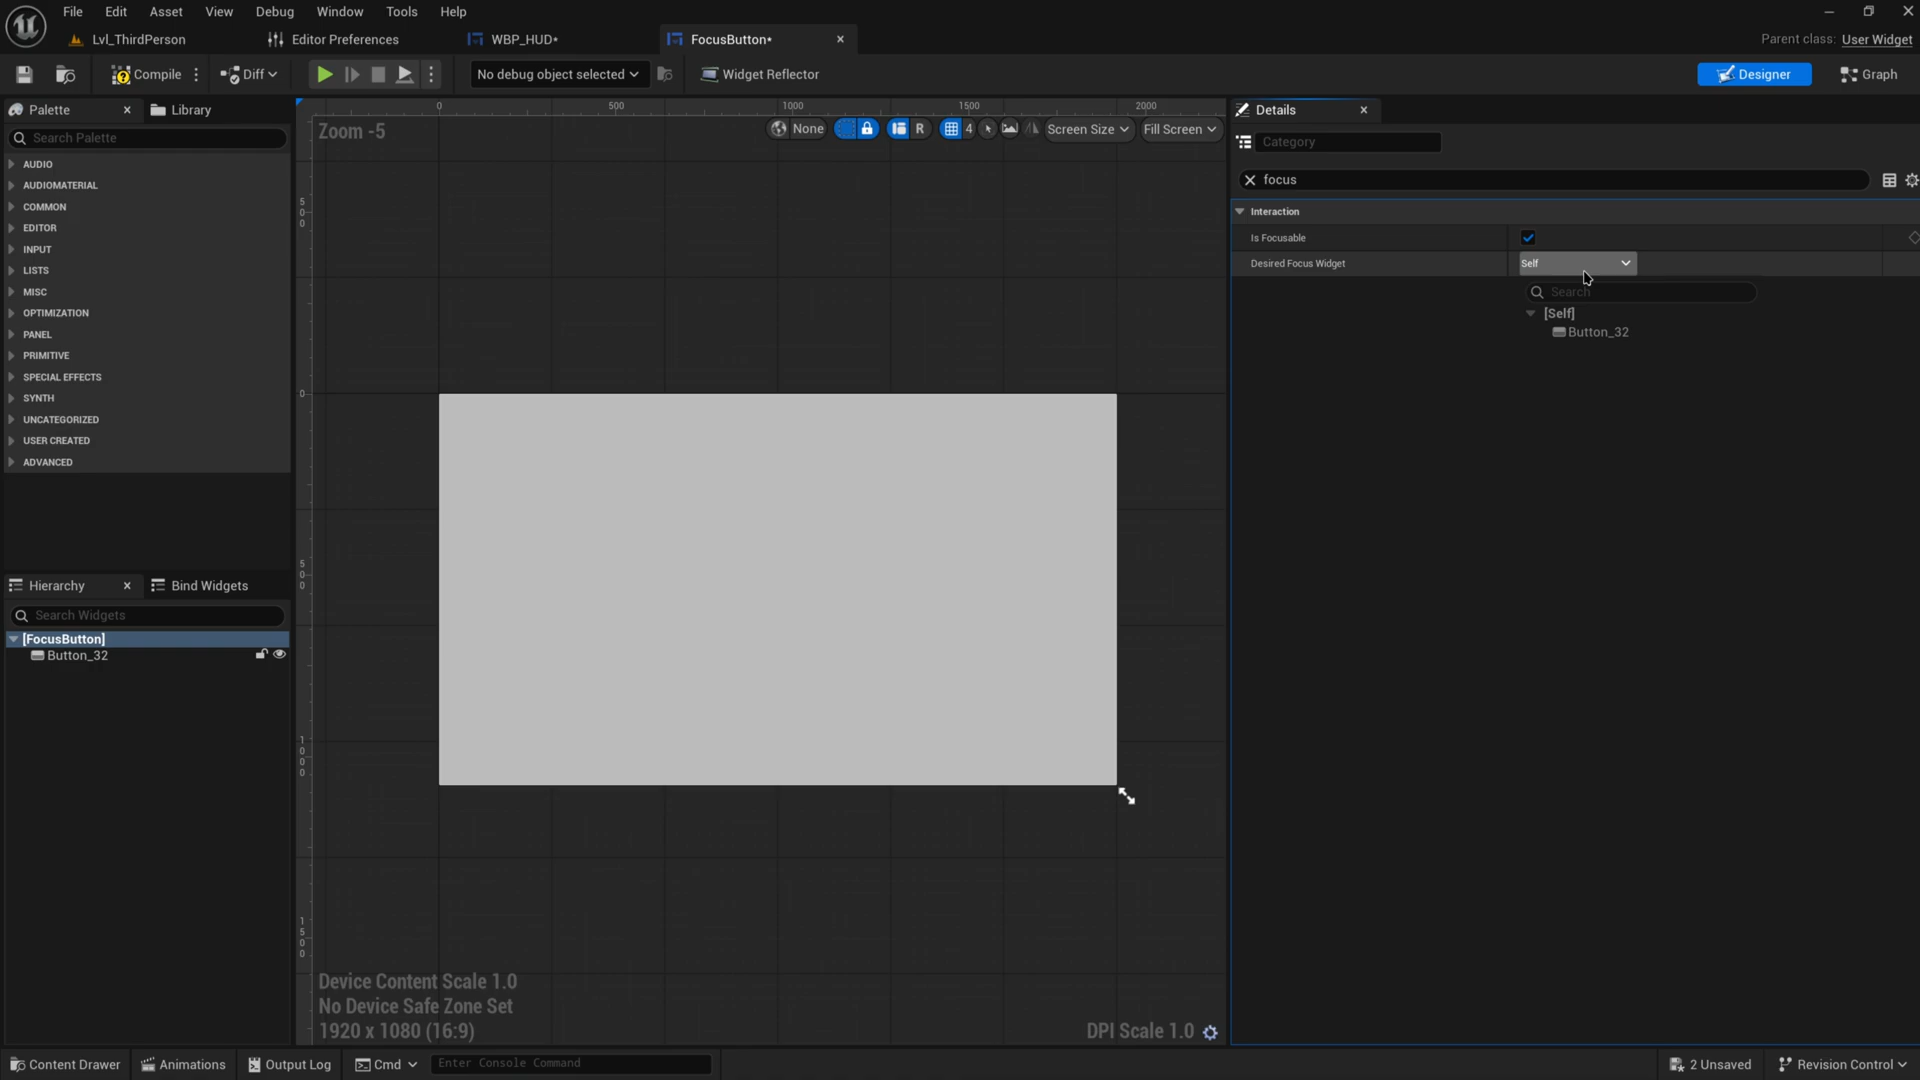 File Edit Asset View Debug Window Tools Help
Lvl_ThirdPerson Editor Preferences WBP_HUD* FocusButton*
Parent class: User Widget
Compile Diff No debug object selected Widget Reflector Designer Graph
Palette Library
Search Palette
AUDIO
AUDIOMATERIAL
COMMON
EDITOR
INPUT
LISTS
MISC
OPTIMIZATION
PANEL
PRIMITIVE
SPECIAL EFFECTS
SYNTH
UNCATEGORIZED
USER CREATED
ADVANCED
Hierarchy Bind Widgets
Search Widgets
[FocusButton]
Button_32
0 500 1000 1500 2000
Zoom -5
None R 4 Screen Size Fill Screen
500
0
500
1000
1500
Device Content Scale 1.0
No Device Safe Zone Set
1920 x 1080 (16:9)
DPI Scale 1.0
Details
Category
focus
Interaction
Is Focusable
Desired Focus Widget Self
Search
[Self]
Button_32
Content Drawer Animations Output Log Cmd Enter Console Command 2 Unsaved Revision Control